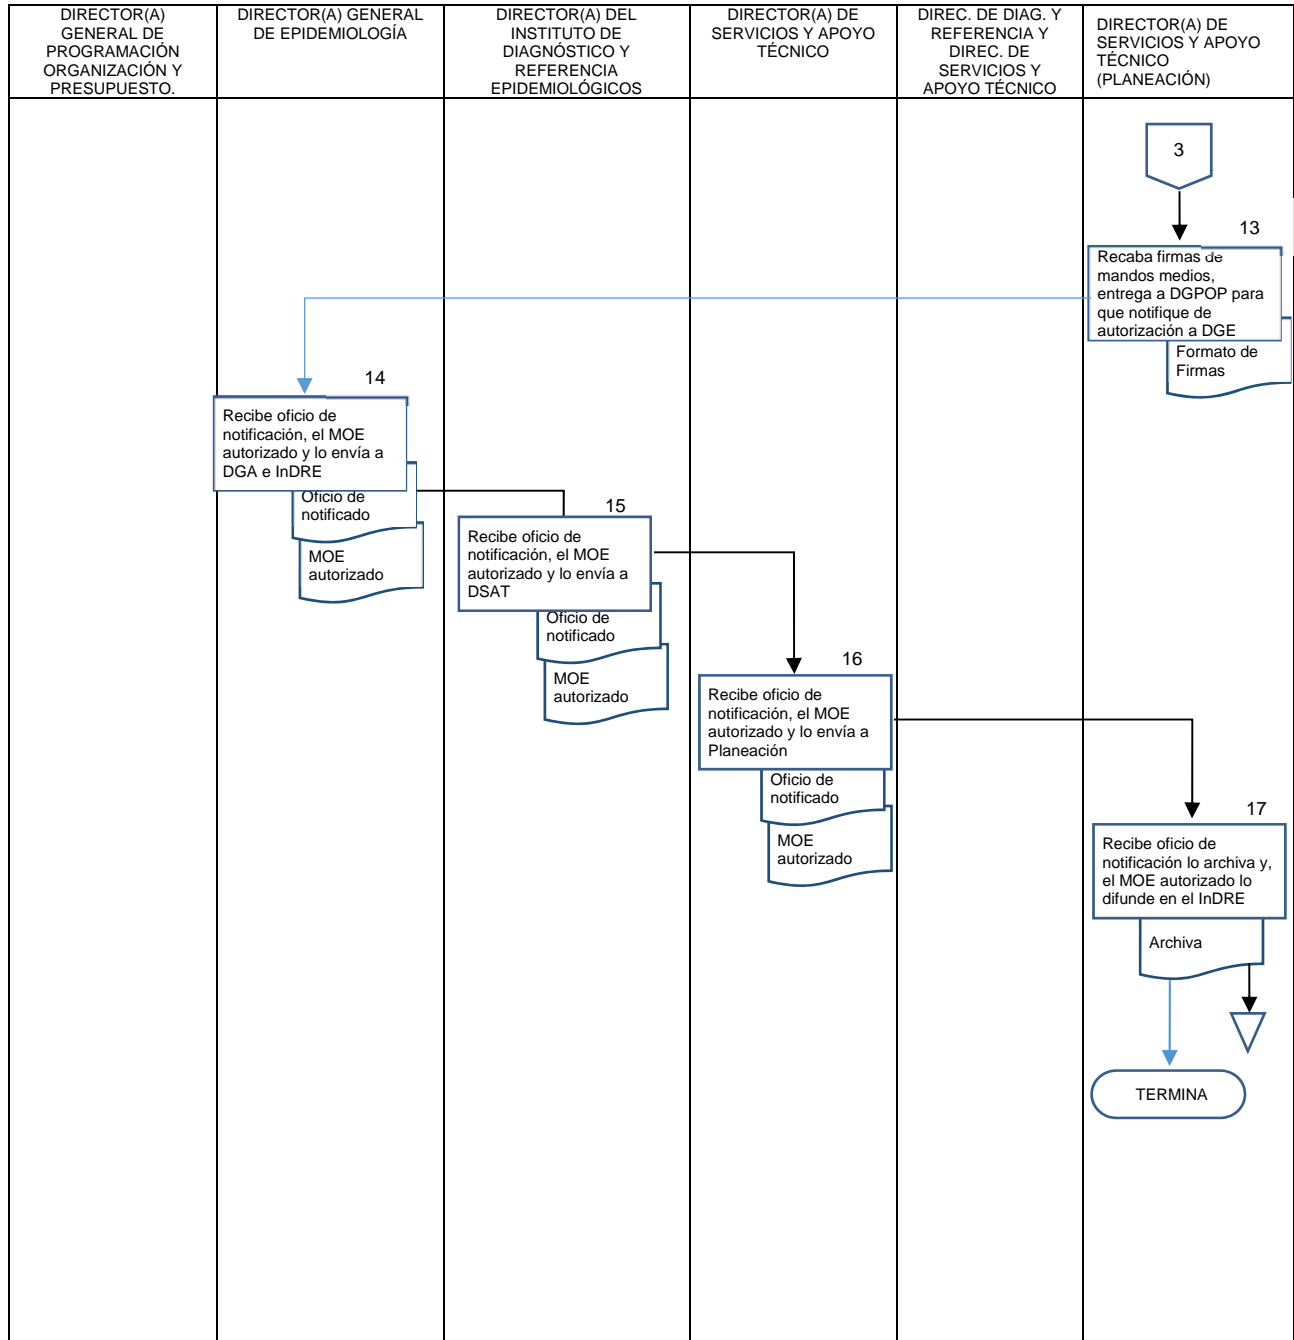 DIRECTOR(A)
GENERAL DE
PROGRAMACIÓN
ORGANIZACIÓN Y
PRESUPUESTO.
DIRECTOR(A) GENERAL
DE EPIDEMIOLOGÍA
DIRECTOR(A) DEL
INSTITUTO DE
DIAGNÓSTICO Y
REFERENCIA
EPIDEMIOLÓGICOS
DIRECTOR(A) DE
SERVICIOS Y APOYO
TÉCNICO
DIREC. DE DIAG. Y
REFERENCIA Y
DIREC. DE
SERVICIOS Y
APOYO TÉCNICO
DIRECTOR(A) DE
SERVICIOS Y APOYO
TÉCNICO
(PLANEACIÓN)
3
13
Recaba firmas de
mandos medios,
entrega a DGPOP para
que notifique de
autorización a DGE
Formato de
Firmas
14
Recibe oficio de
notificación, el MOE
autorizado y lo envía a
DGA e InDRE
Oficio de
notificado
MOE
autorizado
15
Recibe oficio de
notificación, el MOE
autorizado y lo envía a
DSAT
Oficio de
notificado
MOE
autorizado
16
Recibe oficio de
notificación, el MOE
autorizado y lo envía a
Planeación
Oficio de
notificado
MOE
autorizado
17
Recibe oficio de
notificación lo archiva y,
el MOE autorizado lo
difunde en el InDRE
Archiva
TERMINA